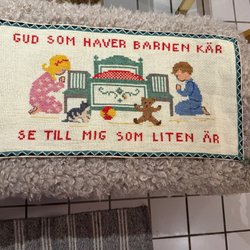 GUD SOM HAVER BARNEN KÄR
SE TILL MIG SOM LITEN ÄR